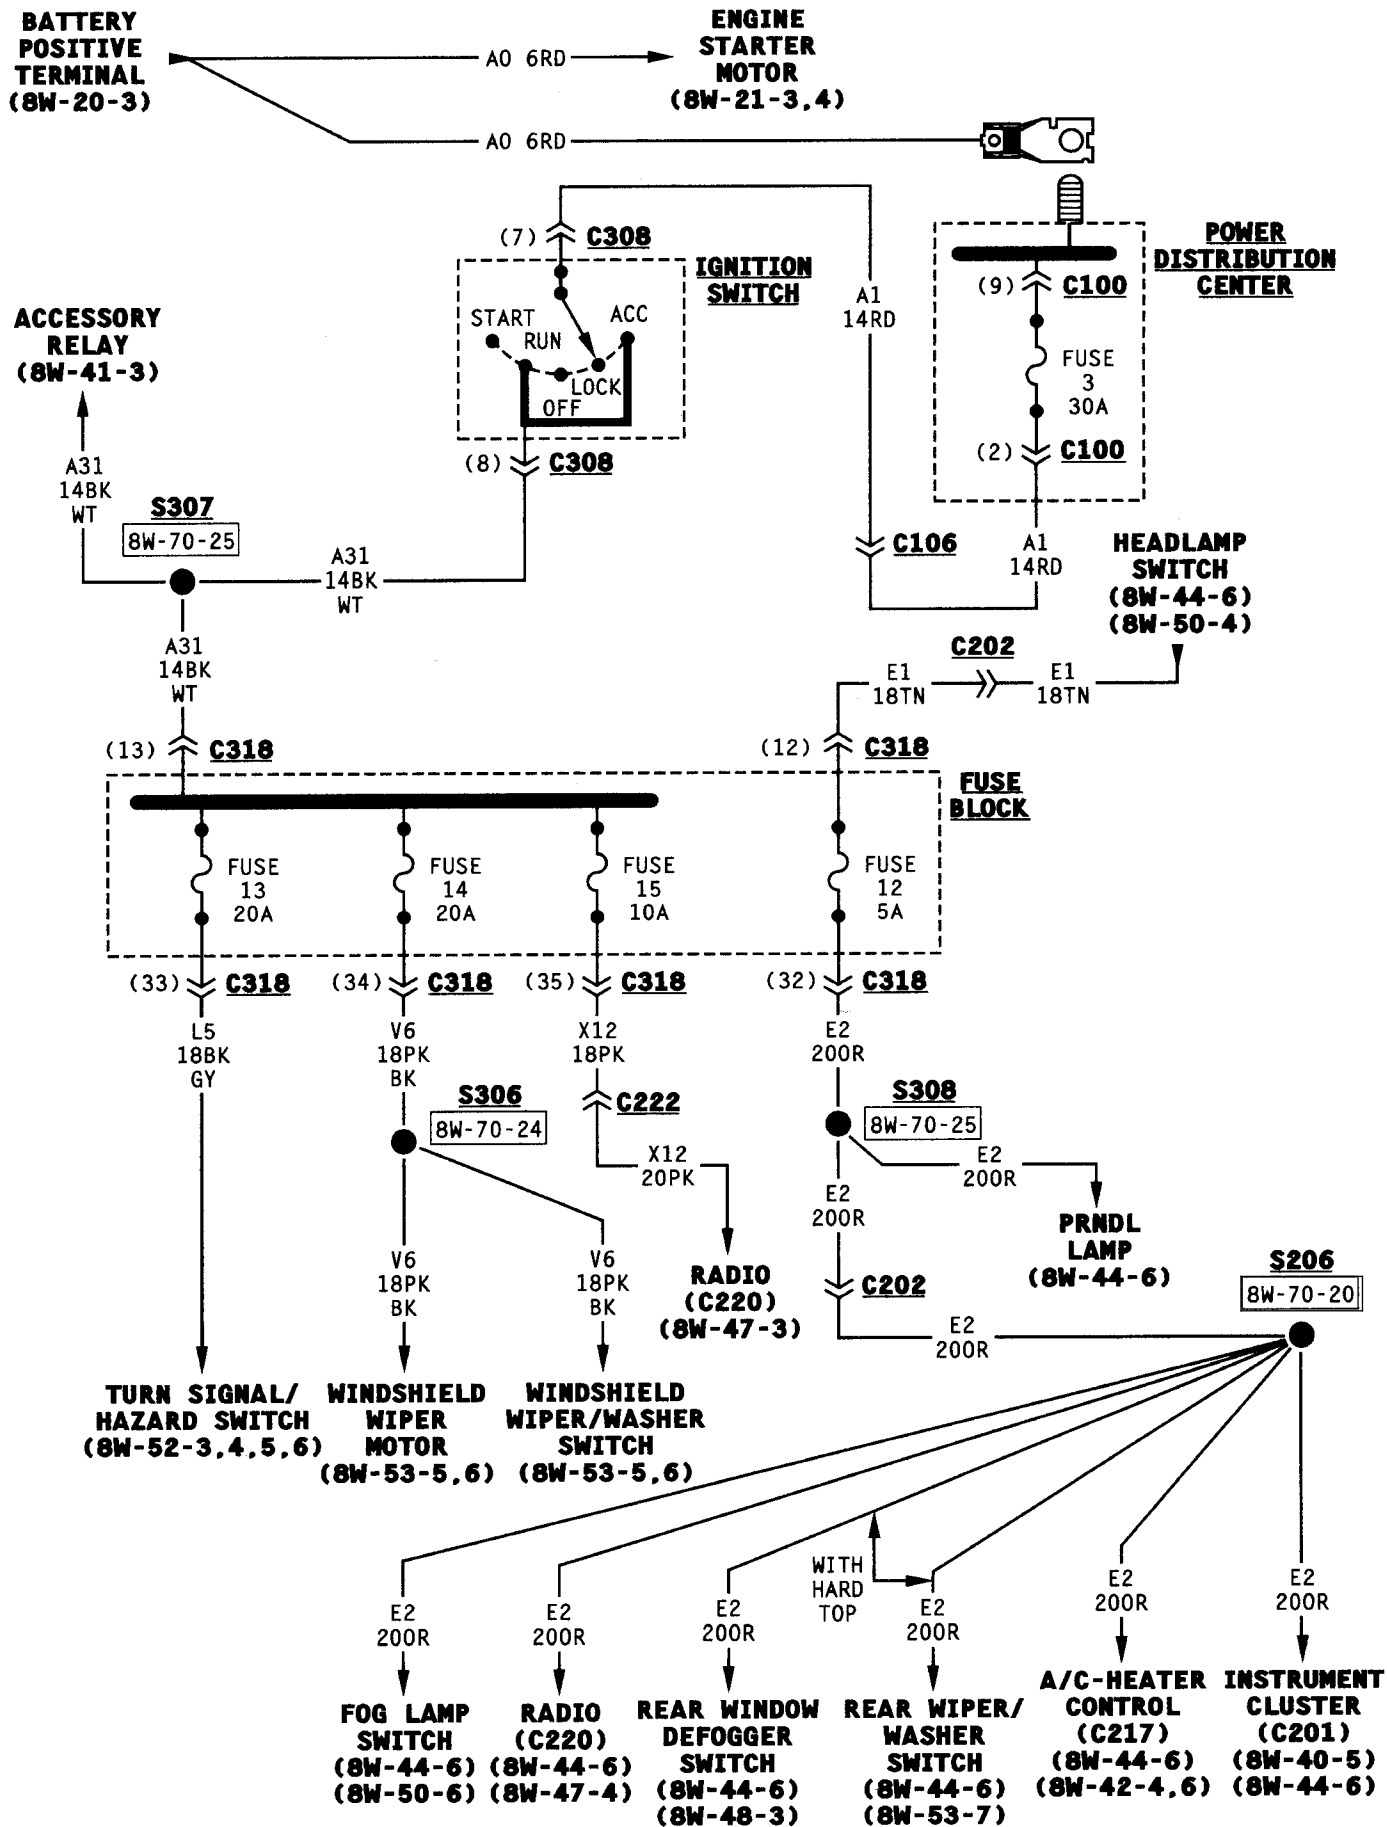 BATTERY
POSITIVE
TERMINAL
(8W-20-3)
A0 6RD
ENGINE
STARTER
MOTOR
(8W-21-3,4)
A0 6RD
(7) C308
IGNITION
SWITCH
START
RUN
ACC
LOCK
OFF
(8) C308
A1
14RD
POWER
DISTRIBUTION
CENTER
(9) C100
FUSE
3
30A
(2) C100
ACCESSORY
RELAY
(8W-41-3)
A31
14BK
WT
S307
8W-70-25
A31
14BK
WT
C106
A1
14RD
HEADLAMP
SWITCH
(8W-44-6)
(8W-50-4)
A31
14BK
WT
C202
E1
18TN
E1
18TN
(13) C318
(12) C318
FUSE
BLOCK
FUSE
13
20A
FUSE
14
20A
FUSE
15
10A
FUSE
12
5A
(33) C318
(34) C318
(35) C318
(32) C318
L5
18BK
GY
V6
18PK
BK
X12
18PK
E2
20OR
S306
8W-70-24
C222
S308
8W-70-25
X12
20PK
E2
20OR
E2
20OR
V6
18PK
BK
V6
18PK
BK
RADIO
(C220)
(8W-47-3)
PRNDL
LAMP
(8W-44-6)
C202
S206
8W-70-20
E2
20OR
TURN SIGNAL/
HAZARD SWITCH
(8W-52-3,4,5,6)
WINDSHIELD
WIPER
MOTOR
(8W-53-5,6)
WINDSHIELD
WIPER/WASHER
SWITCH
(8W-53-5,6)
WITH
HARD
TOP
E2
20OR
E2
20OR
E2
20OR
E2
20OR
E2
20OR
E2
20OR
FOG LAMP
SWITCH
(8W-44-6)
(8W-50-6)
RADIO
(C220)
(8W-44-6)
(8W-47-4)
REAR WINDOW
DEFOGGER
SWITCH
(8W-44-6)
(8W-48-3)
REAR WIPER/
WASHER
SWITCH
(8W-44-6)
(8W-53-7)
A/C-HEATER
CONTROL
(C217)
(8W-44-6)
(8W-42-4,6)
INSTRUMENT
CLUSTER
(C201)
(8W-40-5)
(8W-44-6)